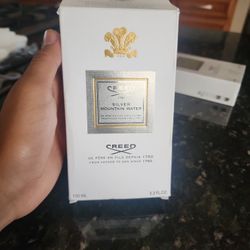 CREED
SILVER
MOUNTAIN WATER
CREED
DE PÈRE EN FILS DEPUIS 1760
FROM FATHER TO SON SINCE 1760
100 ML
3.3 FL.OZ